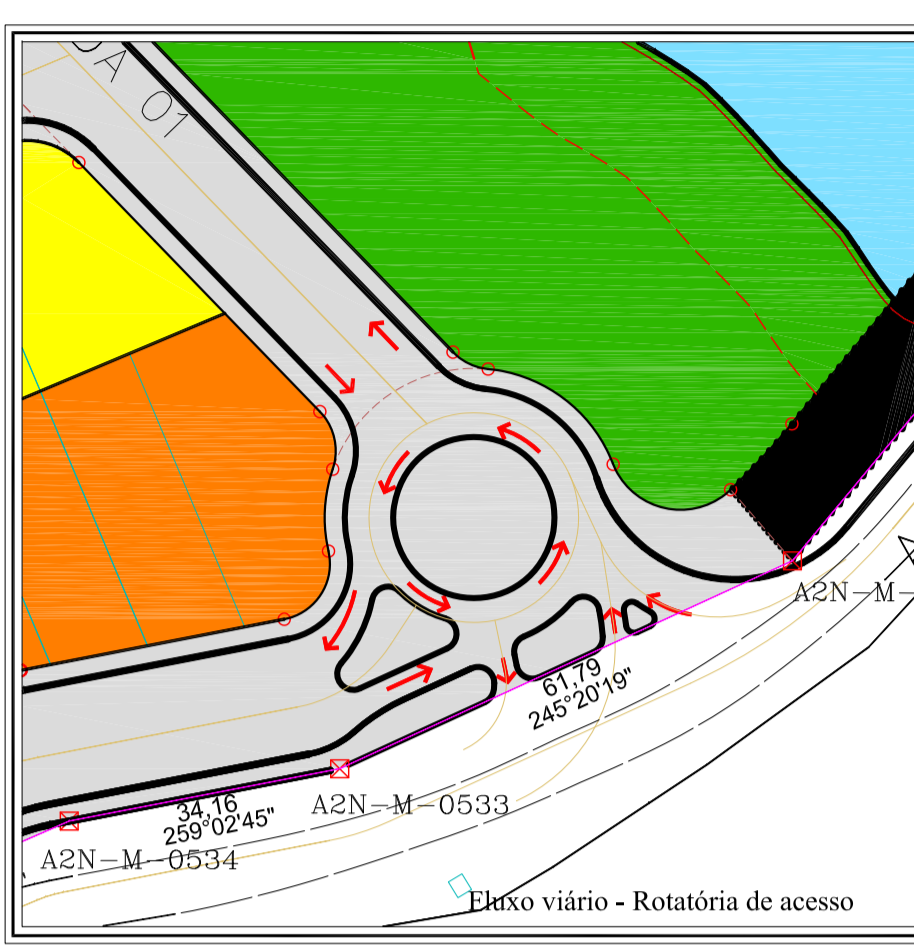 01
61,79
245°20'19"
A2N-M-
34,16
259°02'45"
A2N-M-0533
A2N-M-0534
Fluxo viário - Rotatória de acesso